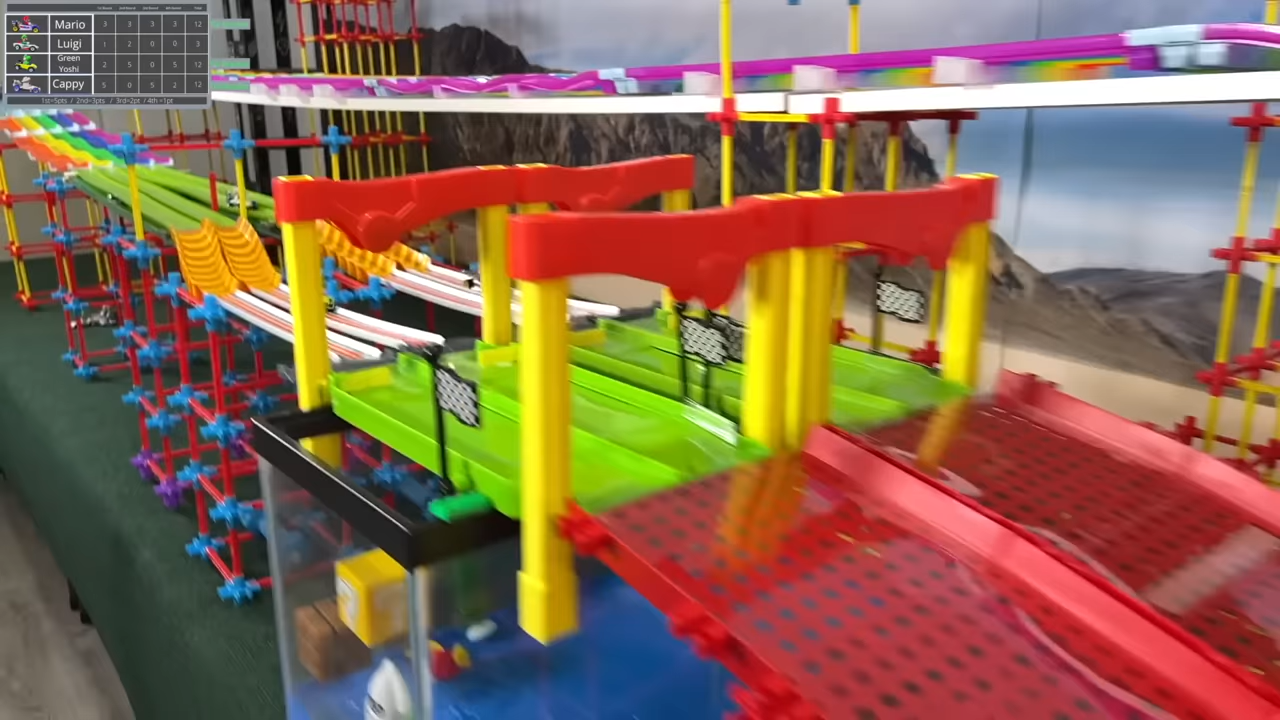 Mario 3 3 3 3 12
Luigi 1 2 0 0 3
Green Yoshi 2 5 0 5 12
Cappy 5 0 5 2 12
1st=5pts / 2nd=3pts / 3rd=2pt / 4th=1pt